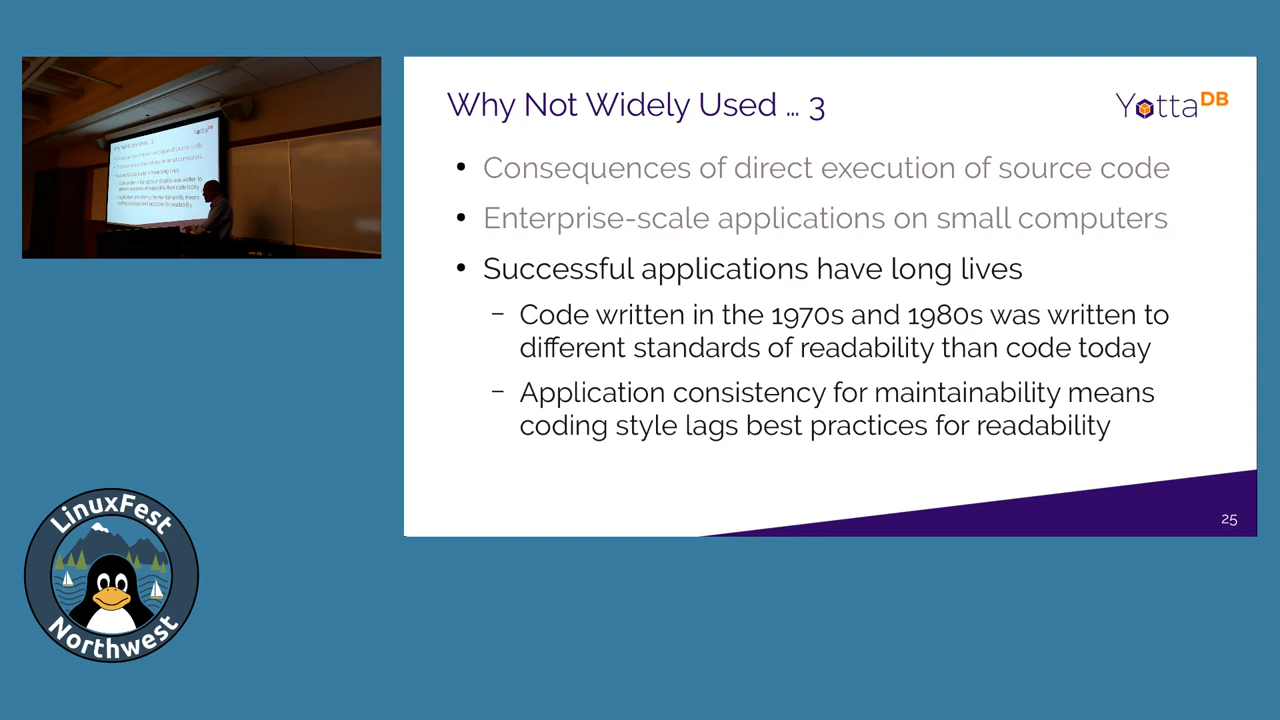 Why Not Widely Used ... 3
YottaDB
• Consequences of direct execution of source code
• Enterprise-scale applications on small computers
• Successful applications have long lives
– Code written in the 1970s and 1980s was written to
different standards of readability than code today
– Application consistency for maintainability means
coding style lags best practices for readability
25
LinuxFest
Northwest